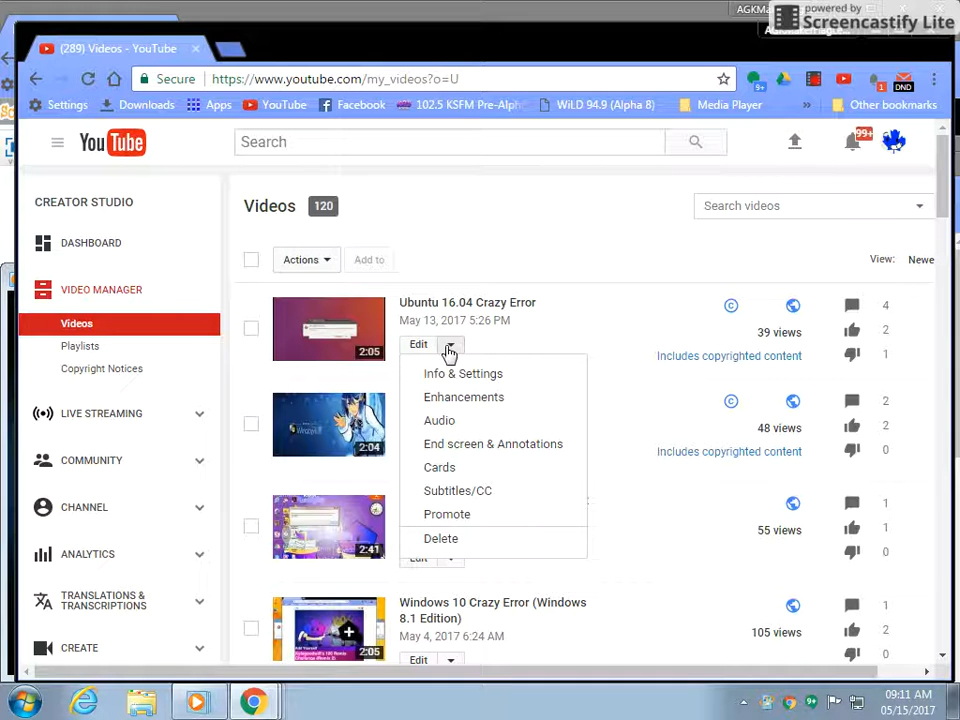 powered by
Screencastify Lite
(289) Videos - YouTube
Secure
https://www.youtube.com/my_videos?o=U
Settings
Downloads
Apps
YouTube
Facebook
102.5 KSFM Pre-Alph
WiLD 94.9 (Alpha 8)
Media Player
»
Other bookmarks
9+
1
DND
YouTube
Search
99+
CREATOR STUDIO
DASHBOARD
VIDEO MANAGER
Videos
Playlists
Copyright Notices
LIVE STREAMING
COMMUNITY
CHANNEL
ANALYTICS
TRANSLATIONS &
TRANSCRIPTIONS
CREATE
Videos 120
Search videos
Actions
Add to
View: Newe
2:05
Ubuntu 16.04 Crazy Error
May 13, 2017 5:26 PM
Edit
39 views
Includes copyrighted content
4
2
1
Info & Settings
Enhancements
Audio
End screen & Annotations
Cards
Subtitles/CC
Promote
Delete
2:04
48 views
Includes copyrighted content
2
2
0
2:41
Edit
55 views
1
1
0
2:05
Windows 10 Crazy Error (Windows
8.1 Edition)
May 4, 2017 6:24 AM
Edit
105 views
1
2
0
09:11 AM
05/15/2017